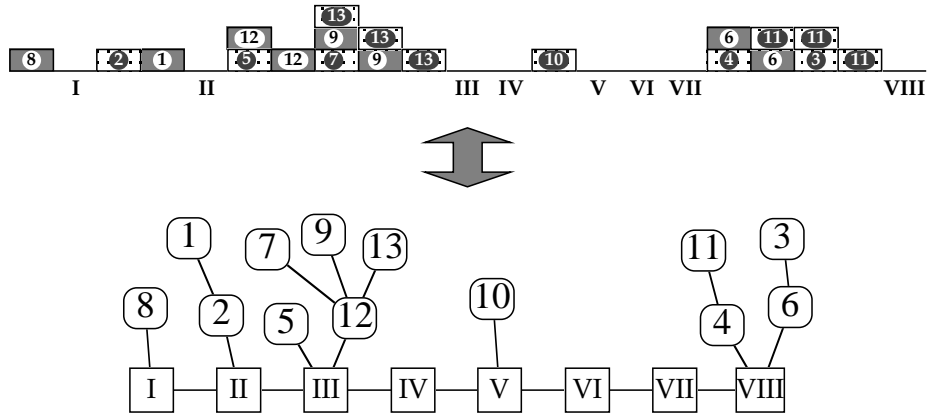 13
12 9 13 6 11 11
8 2 1 5 12 7 9 13 10 4 6 3 11
I II III IV V VI VII VIII
1 7 9 13 11 3
8 2 5 12 10 4 6
I II III IV V VI VII VIII